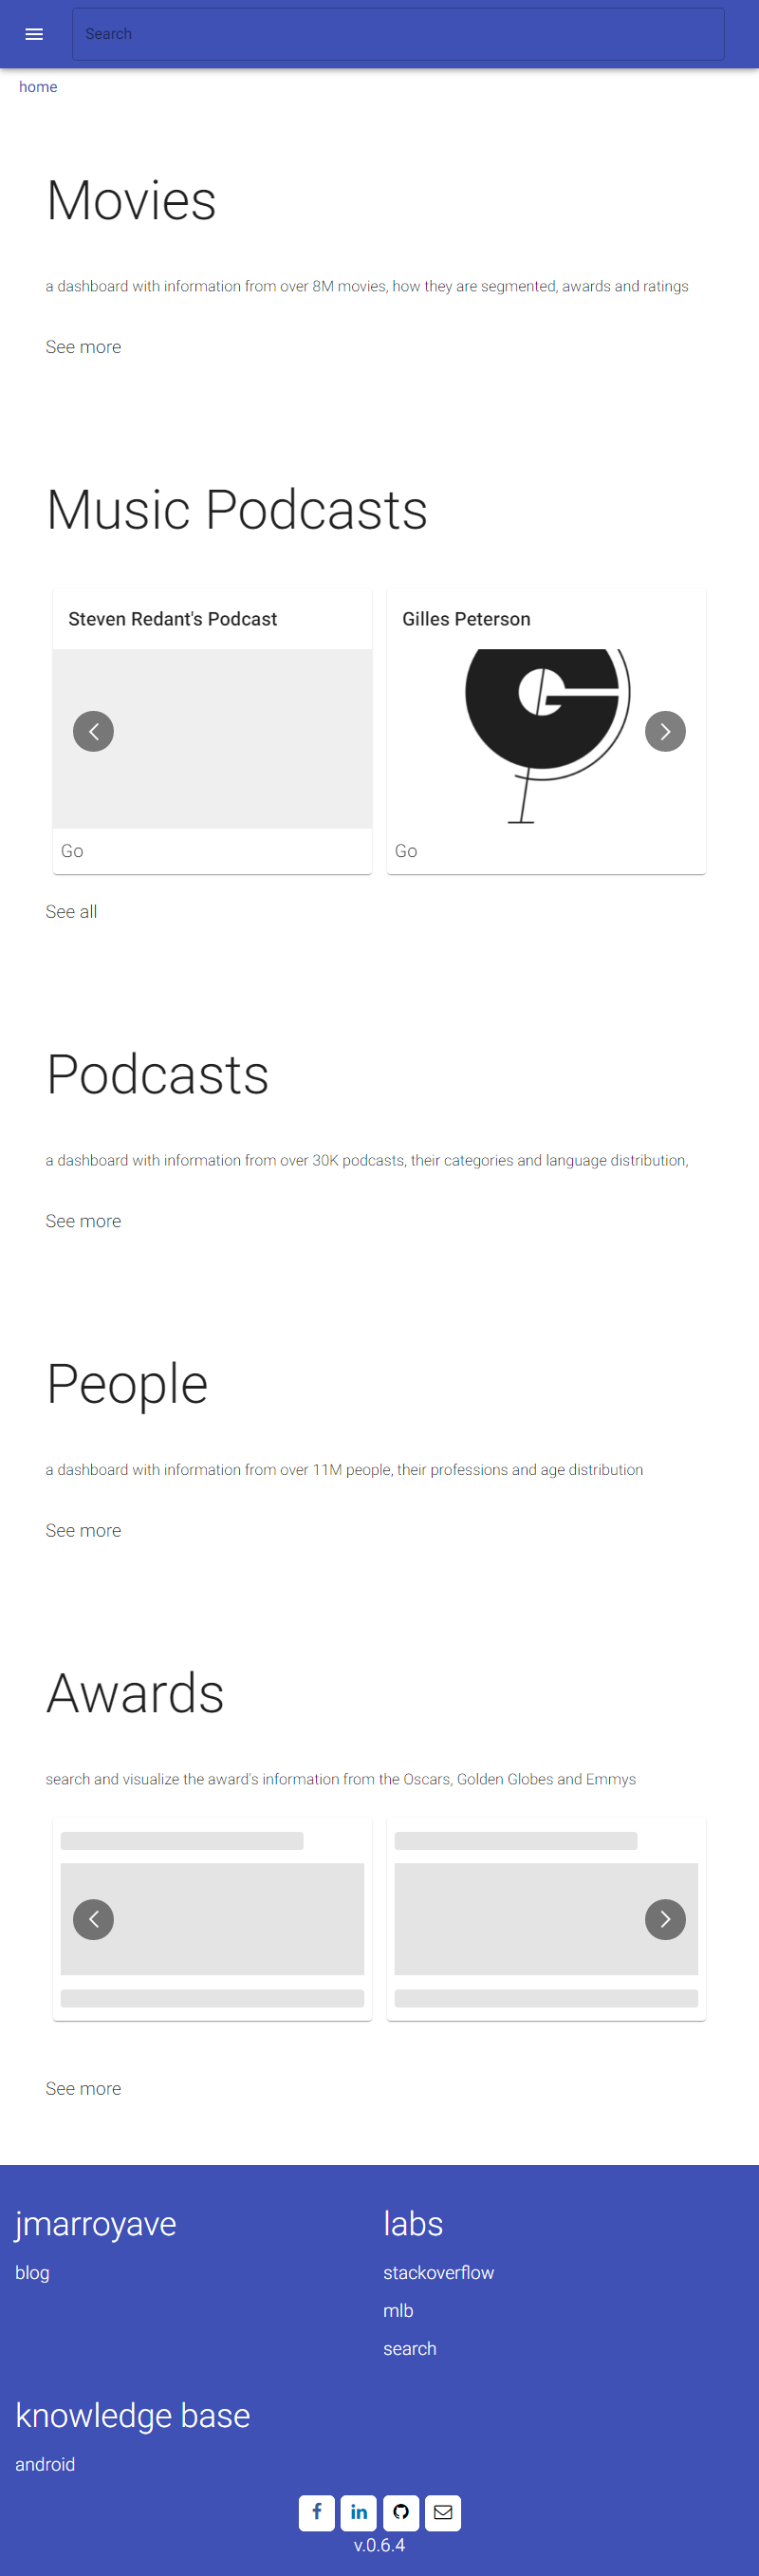 Search
home
Movies
a dashboard with information from over 8M movies, how they are segmented, awards and ratings
See more
Music Podcasts
Steven Redant's Podcast
Gilles Peterson
Go
Go
See all
Podcasts
a dashboard with information from over 30K podcasts, their categories and language distribution,
See more
People
a dashboard with information from over 11M people, their professions and age distribution
See more
Awards
search and visualize the award's information from the Oscars, Golden Globes and Emmys
See more
jmarroyave
blog
labs
stackoverflow
mlb
search
knowledge base
android
v.0.6.4